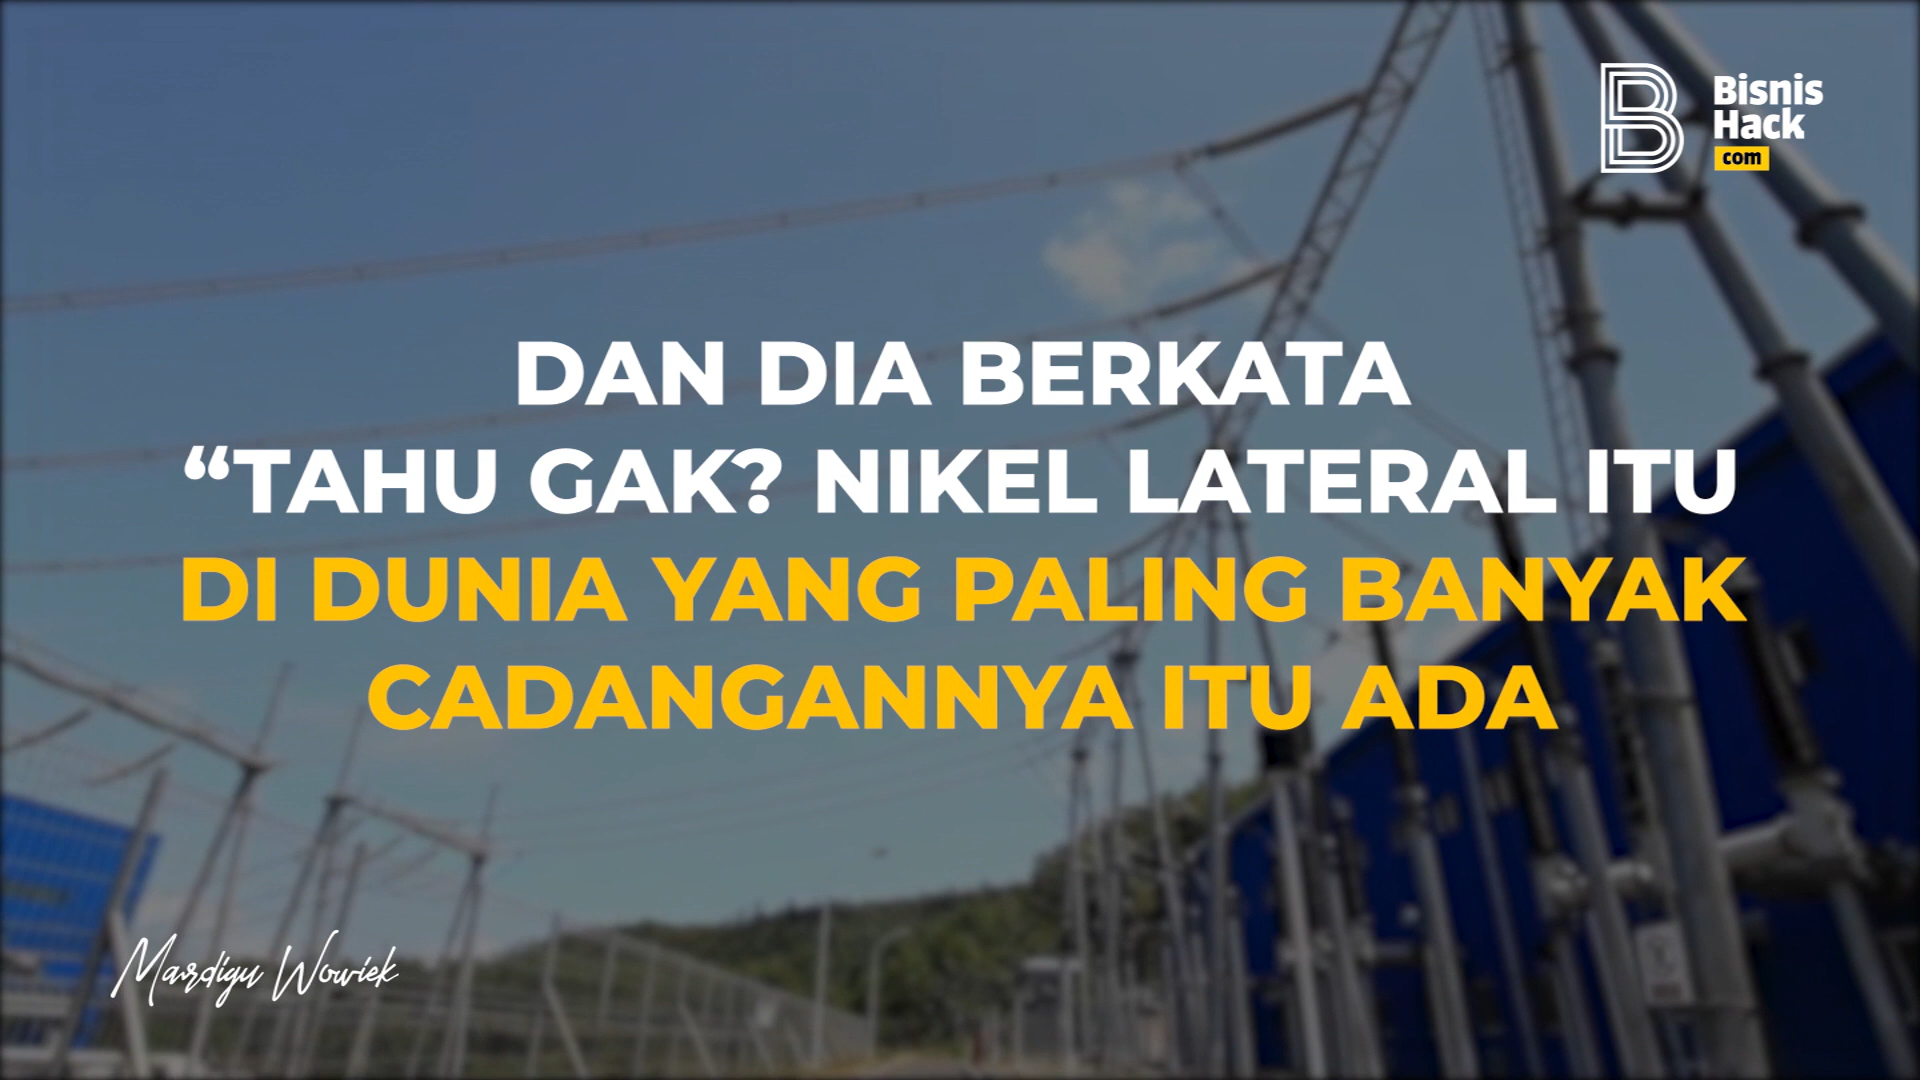 Bisnis
Hack
com
DAN DIA BERKATA
“TAHU GAK? NIKEL LATERAL ITU
DI DUNIA YANG PALING BANYAK
CADANGANNYA ITU ADA
Mardigu Wowiek